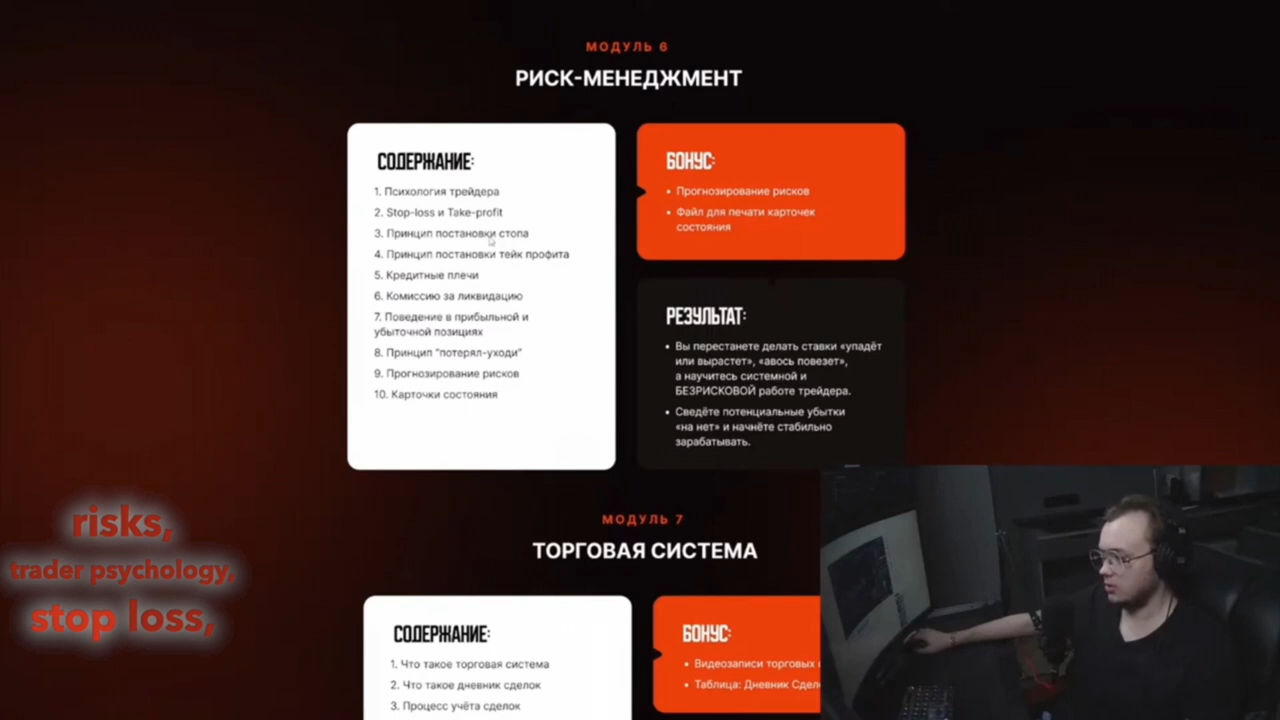 МОДУЛЬ 6
РИСК-МЕНЕДЖМЕНТ
СОДЕРЖАНИЕ:
1. Психология трейдера
2. Stop-loss и Take-profit
3. Принцип постановки стопа
4. Принцип постановки тейк профита
5. Кредитные плечи
6. Комиссию за ликвидацию
7. Поведение в прибыльной и
убыточной позициях
8. Принцип "потерял-уходи"
9. Прогнозирование рисков
10. Карточки состояния
БОНУС:
• Прогнозирование рисков
• Файл для печати карточек
состояния
РЕЗУЛЬТАТ:
• Вы перестанете делать ставки «упадёт
или вырастет», «авось повезет»,
а научитесь системной и
БЕЗРИСКОВОЙ работе трейдера.
• Сведёте потенциальные убытки
«на нет» и начнёте стабильно
зарабатывать.
risks,
trader psychology,
stop loss,
МОДУЛЬ 7
ТОРГОВАЯ СИСТЕМА
СОДЕРЖАНИЕ:
1. Что такое торговая система
2. Что такое дневник сделок
3. Процесс учёта сделок
БОНУС:
• Видеозаписи торговых
• Таблица: Дневник